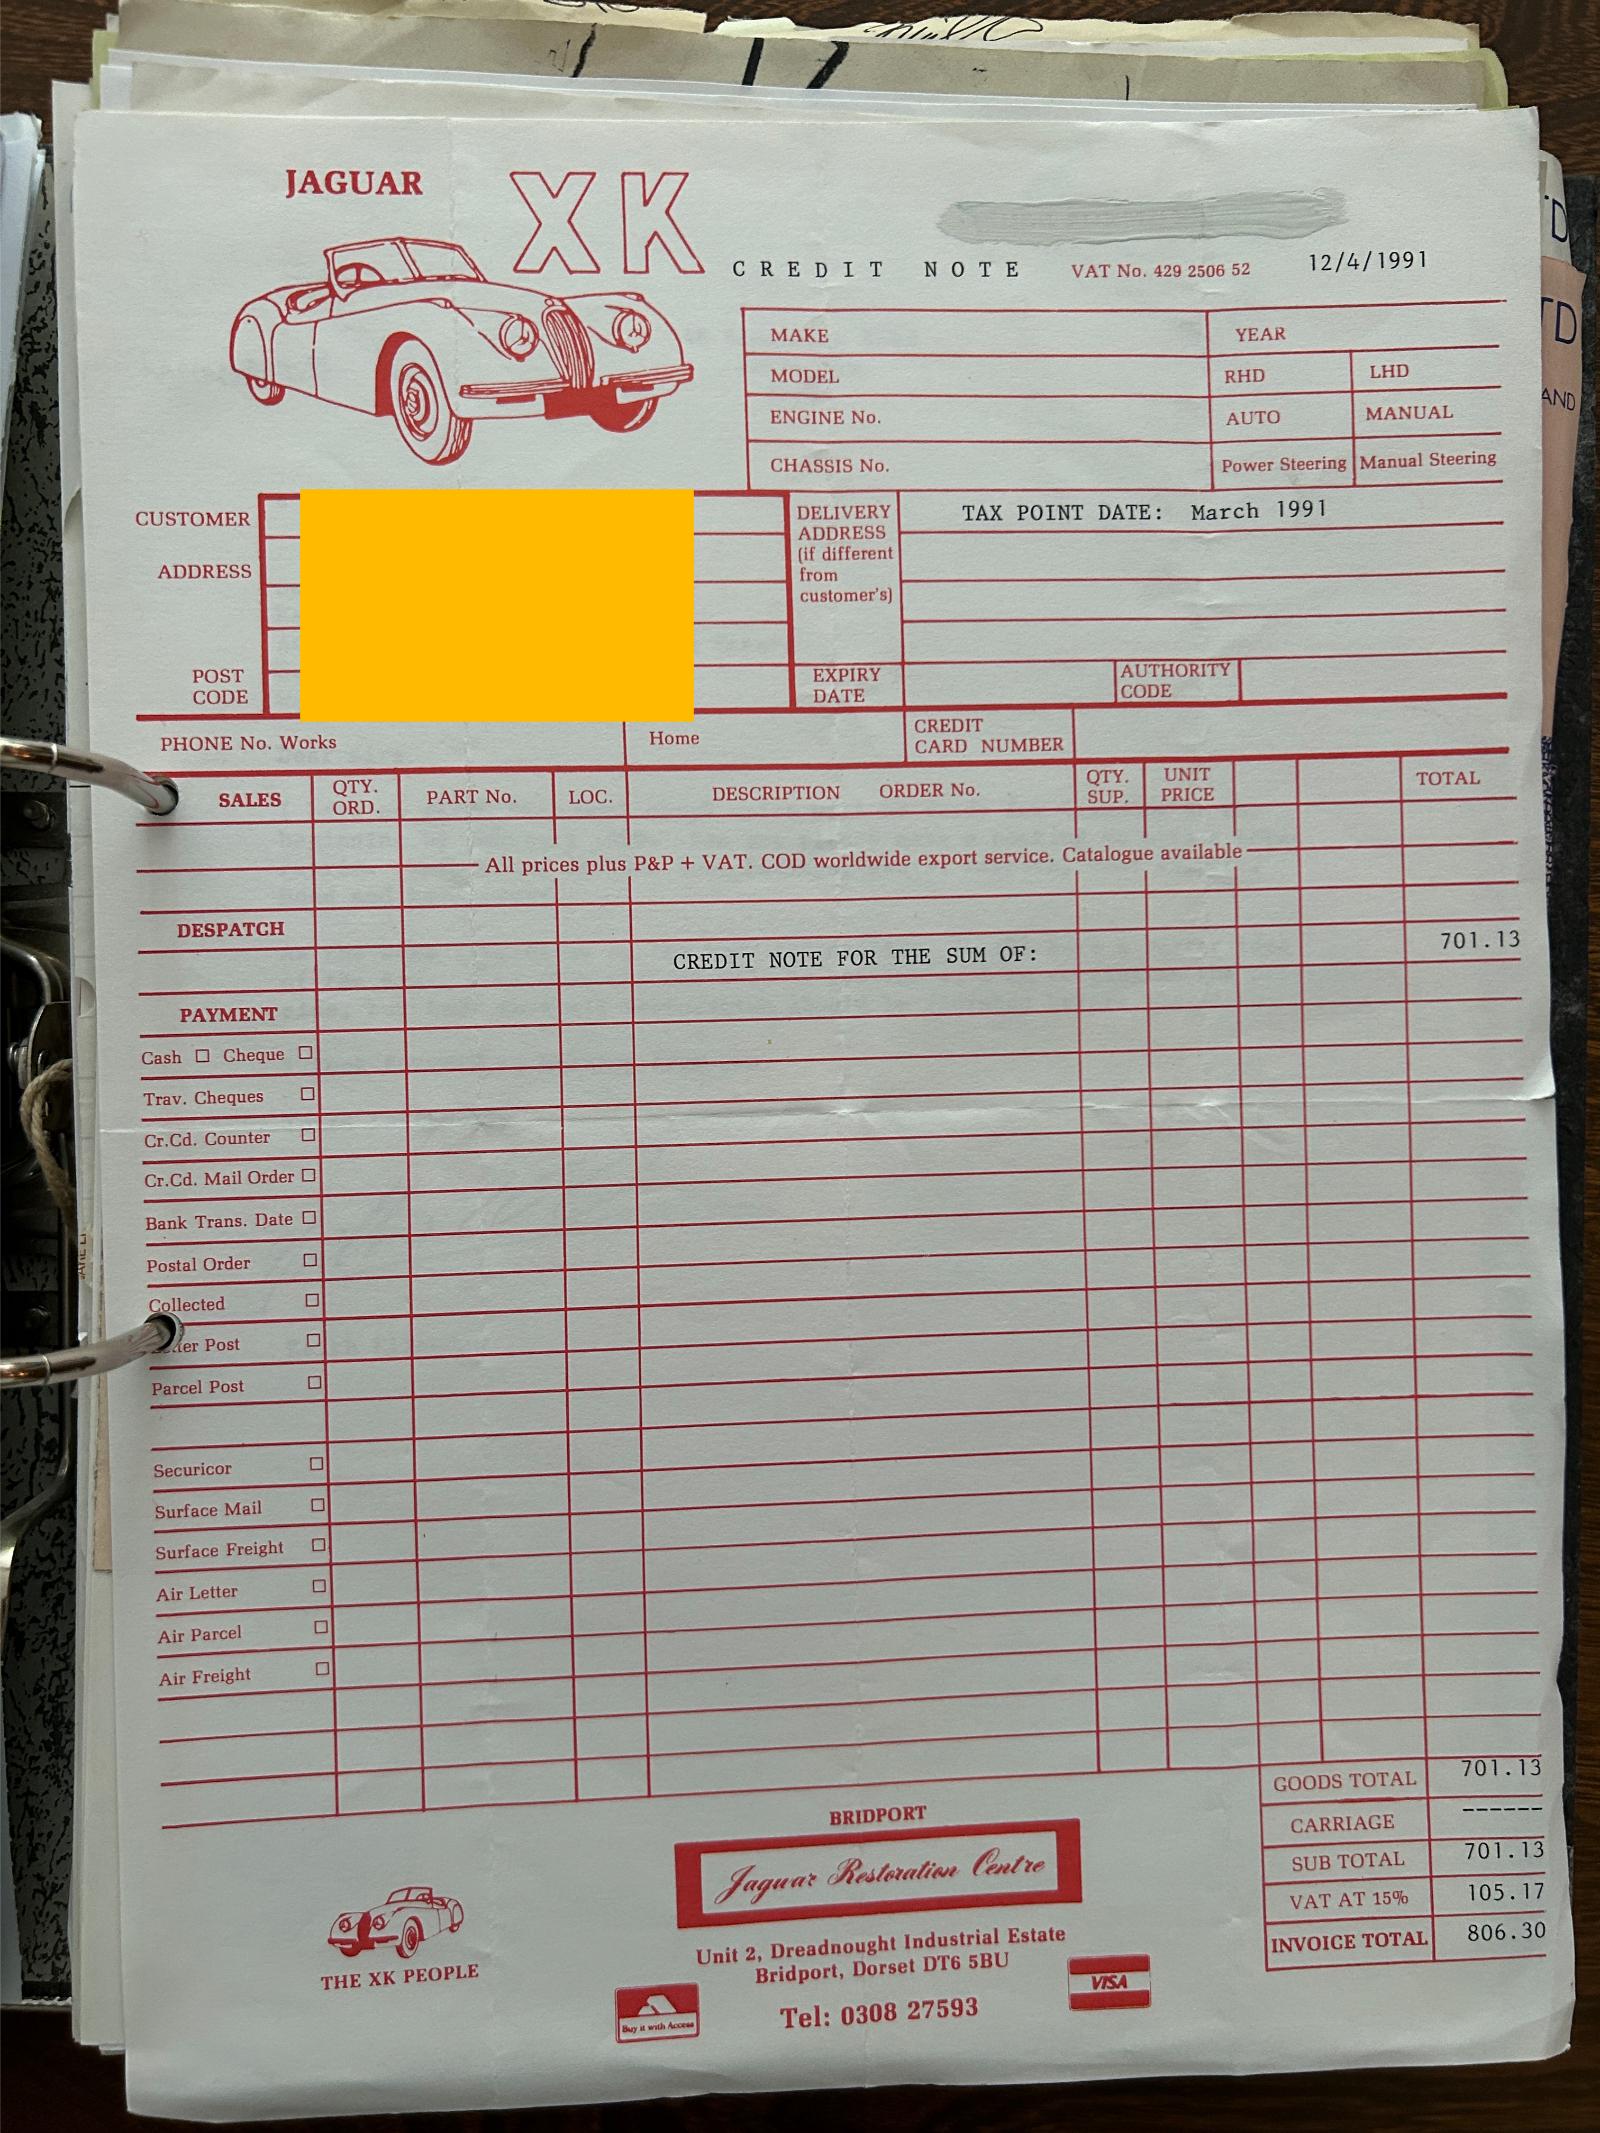 JAGUAR XK
CREDIT NOTE VAT No. 429 2506 52 12/4/1991
MAKE YEAR
MODEL RHD LHD
ENGINE No. AUTO MANUAL
CHASSIS No. Power Steering Manual Steering
CUSTOMER
ADDRESS
POST CODE
DELIVERY ADDRESS (if different from customer's)
TAX POINT DATE: March 1991
EXPIRY DATE AUTHORITY CODE
PHONE No. Works Home CREDIT CARD NUMBER
SALES QTY. ORD. PART No. LOC. DESCRIPTION ORDER No. QTY. SUP. UNIT PRICE TOTAL
All prices plus P&P + VAT. COD worldwide export service. Catalogue available
DESPATCH
CREDIT NOTE FOR THE SUM OF: 701.13
PAYMENT
Cash Cheque
Trav. Cheques
Cr.Cd. Counter
Cr.Cd. Mail Order
Bank Trans. Date
Postal Order
Collected
Post
Parcel Post
Securicor
Surface Mail
Surface Freight
Air Letter
Air Parcel
Air Freight
GOODS TOTAL 701.13
CARRIAGE ------
SUB TOTAL 701.13
VAT AT 15% 105.17
INVOICE TOTAL 806.30
BRIDPORT
Jaguar Restoration Centre
Unit 2, Dreadnought Industrial Estate
Bridport, Dorset DT6 5BU
Tel: 0308 27593
THE XK PEOPLE
Buy it with Access
VISA
TD
TD
AND